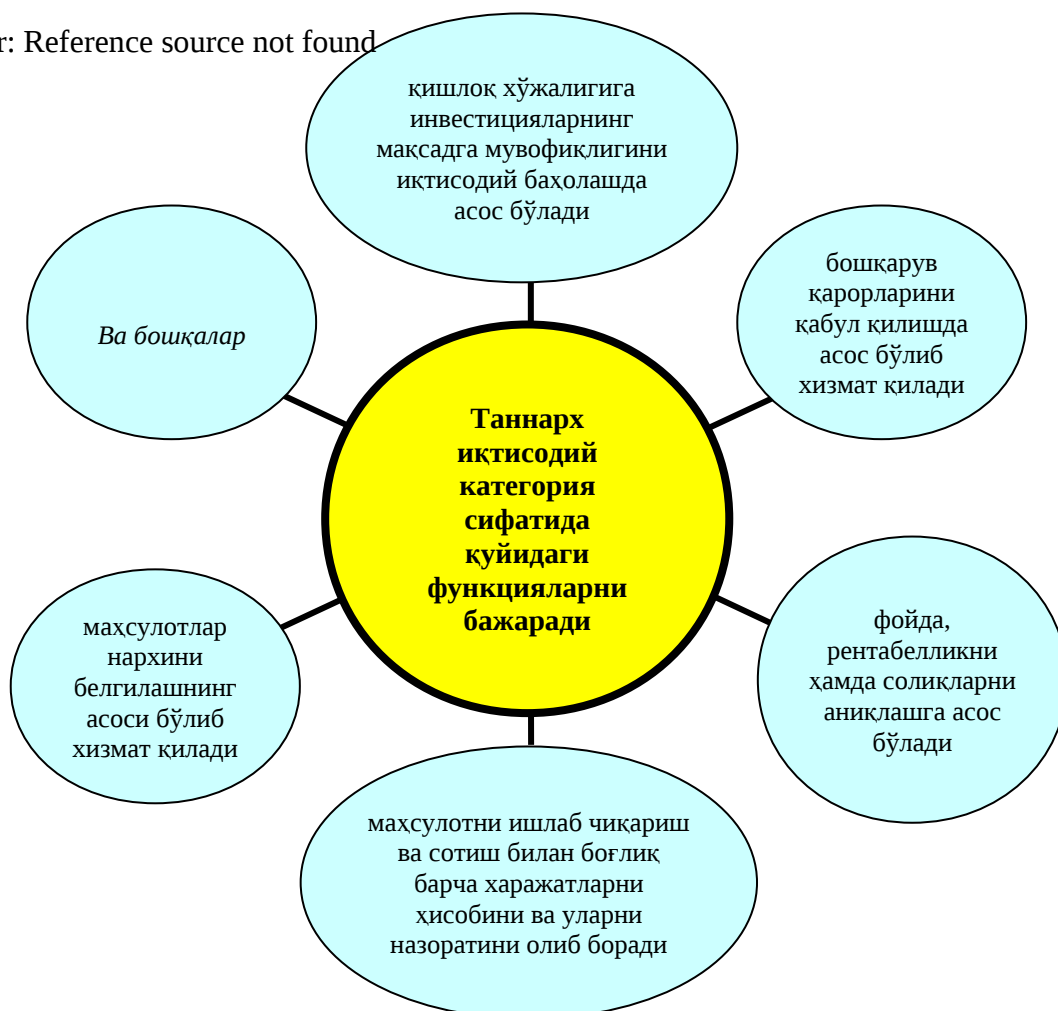 r: Reference source not found
қишлоқ хўжалигига
инвестицияларнинг
мақсадга мувофиқлигини
иқтисодий баҳолашда
асос бўлади
бошқарув
қарорларини
қабул қилишда
асос бўлиб
хизмат қилади
Ва бошқалар
Таннарх
иқтисодий
категория
сифатида
қуйидаги
функцияларни
бажаради
фойда,
рентабелликни
ҳамда солиқларни
аниқлашга асос
бўлади
маҳсулотлар
нархини
белгилашнинг
асоси бўлиб
хизмат қилади
маҳсулотни ишлаб чиқариш
ва сотиш билан боғлиқ
барча харажатларни
ҳисобини ва уларни
назоратини олиб боради